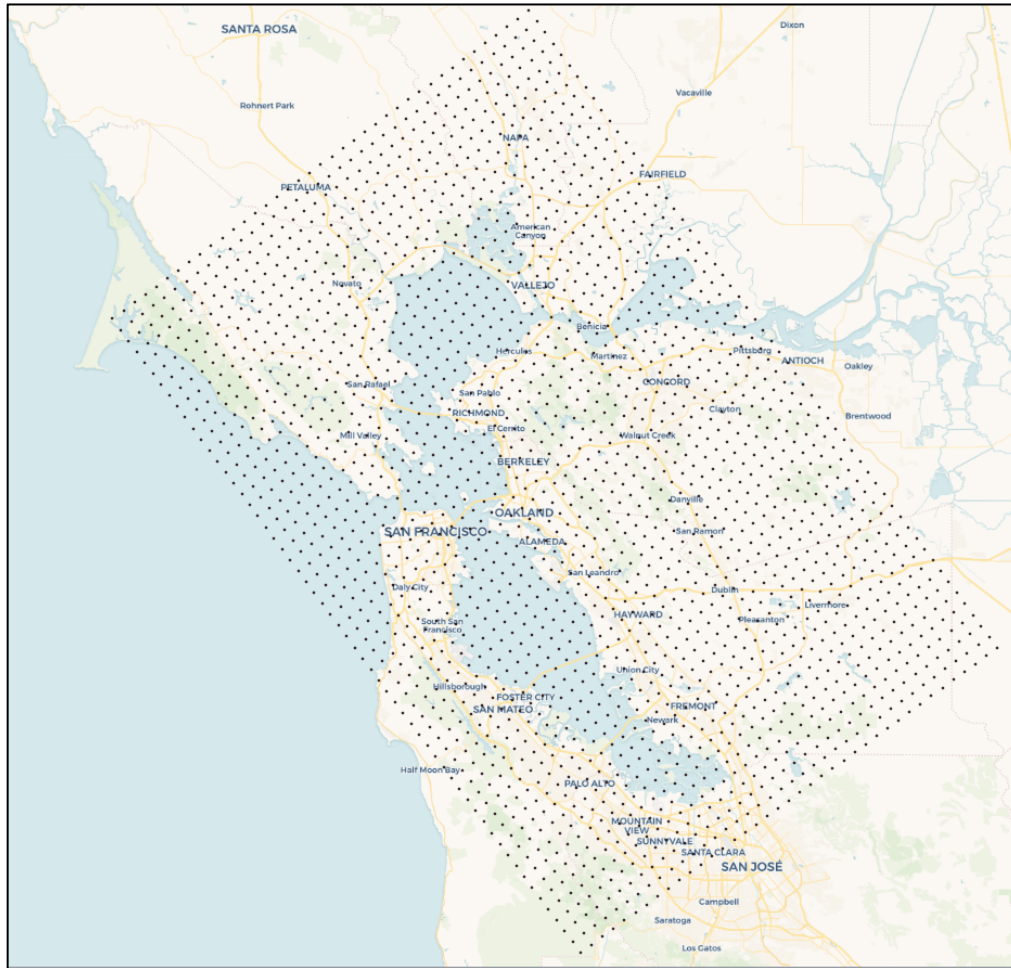 Dixon
SANTA ROSA
Vacaville
Rohnert Park
NAPA
FAIRFIELD
PETALUMA
American
Canyon
Novato
VALLEJO
Benicia
Hercules
Martinez
Pittsburg
ANTIOCH
Oakley
San Rafael
CONCORD
San Pablo
RICHMOND
Clayton
Brentwood
El Cerrito
Mill Valley
Walnut Creek
BERKELEY
Danville
OAKLAND
SAN FRANCISCO
San Ramon
ALAMEDA
San Leandro
Daly City
Dublin
Livermore
HAYWARD
South San
Francisco
Pleasanton
Union City
Hillsborough
FOSTER CITY
SAN MATEO
FREMONT
Newark
Half Moon Bay
PALO ALTO
MOUNTAIN
VIEW
SUNNYVALE
SANTA CLARA
SAN JOSÉ
Campbell
Saratoga
Los Gatos